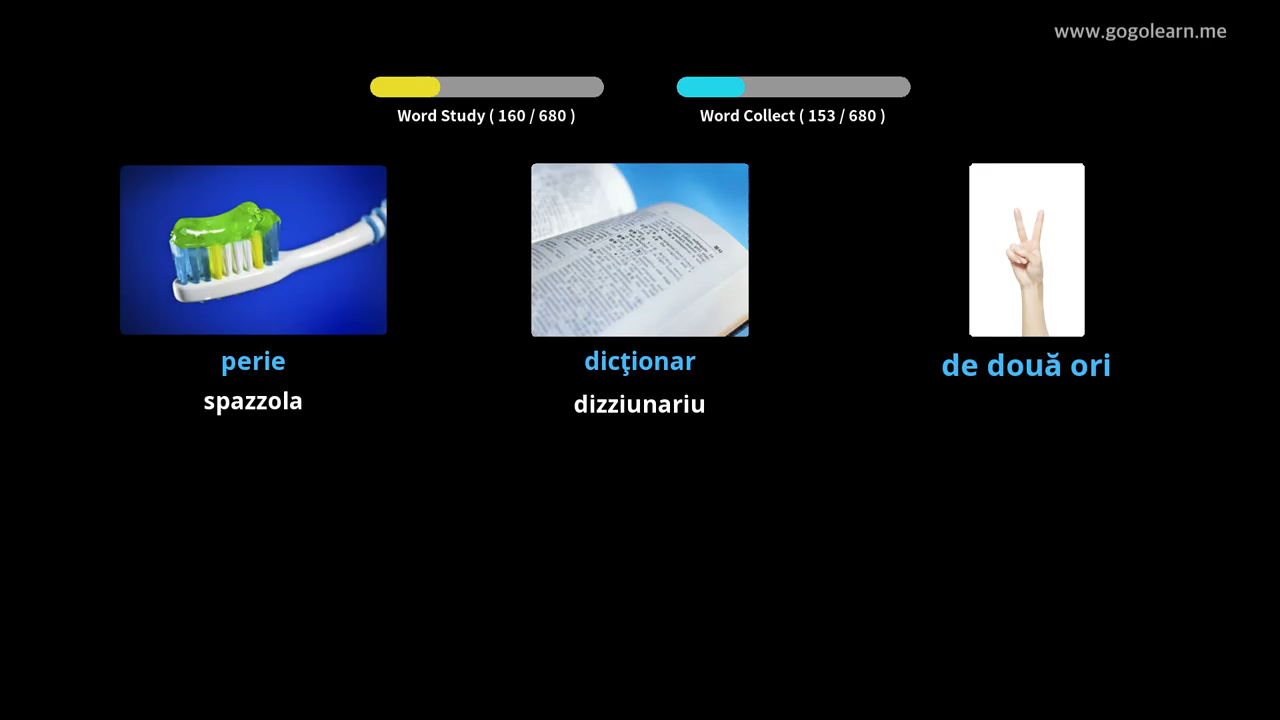 www.gogolearn.me
Word Study ( 160 / 680 )
Word Collect ( 153 / 680 )
perie
dicţionar
de două ori
spazzola
dizziunariu